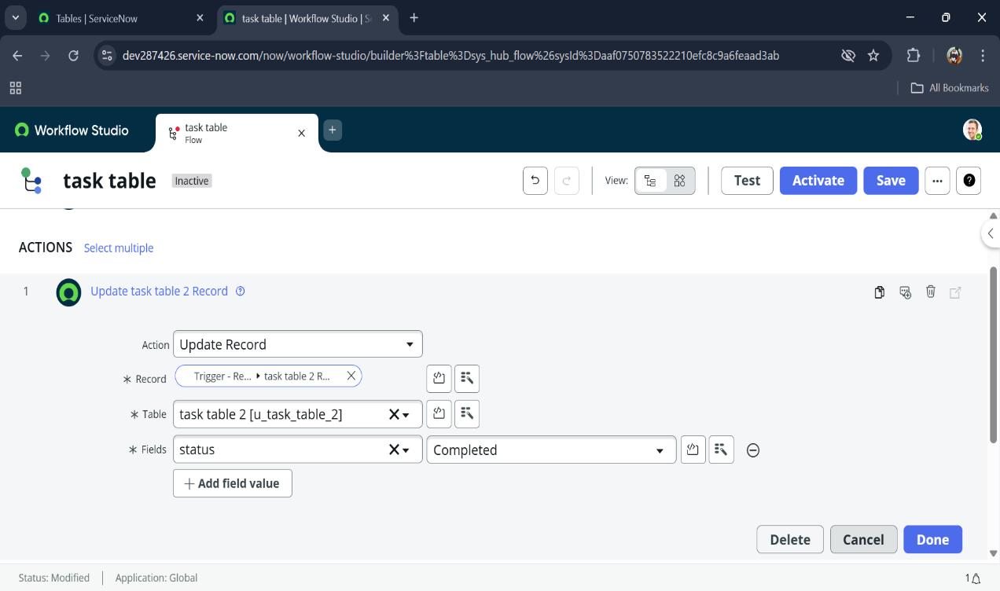 Tables | ServiceNow
task table | Workflow Studio | S
dev287426.service-now.com/now/workflow-studio/builder%3Ftable%3Dsys_hub_flow%26sysId%3Daaf0750783522210efc8c9a6feaad3ab
All Bookmarks
Workflow Studio
task table
Flow
task table
Inactive
View:
Test
Activate
Save
ACTIONS
Select multiple
1
Update task table 2 Record
Action
Update Record
* Record
Trigger - Re... ▸ task table 2 R...
* Table
task table 2 [u_task_table_2]
* Fields
status
Completed
+ Add field value
Delete
Cancel
Done
Status: Modified
Application: Global
1